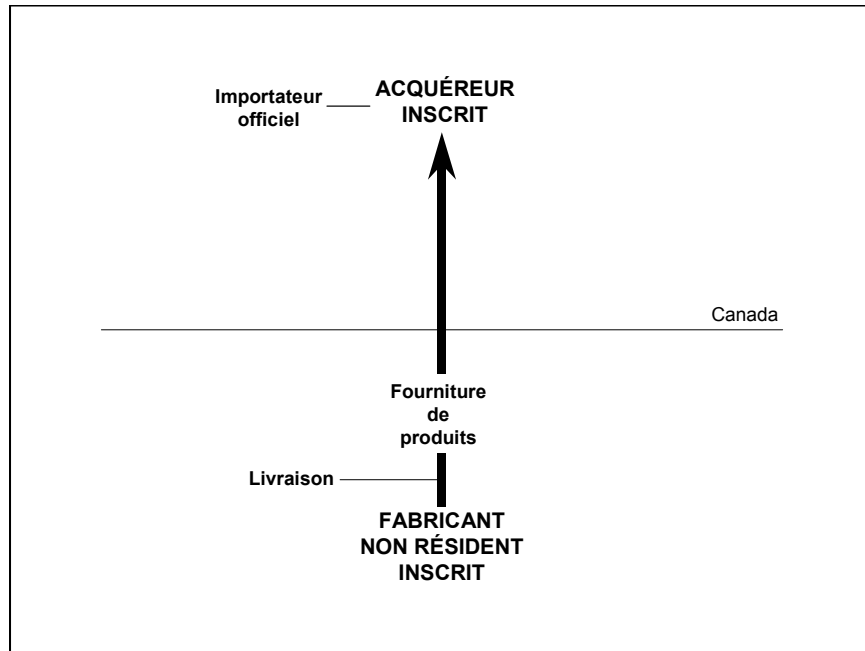 Importateur
officiel
ACQUÉREUR
INSCRIT
Canada
Fourniture
de
produits
Livraison
FABRICANT
NON RÉSIDENT
INSCRIT